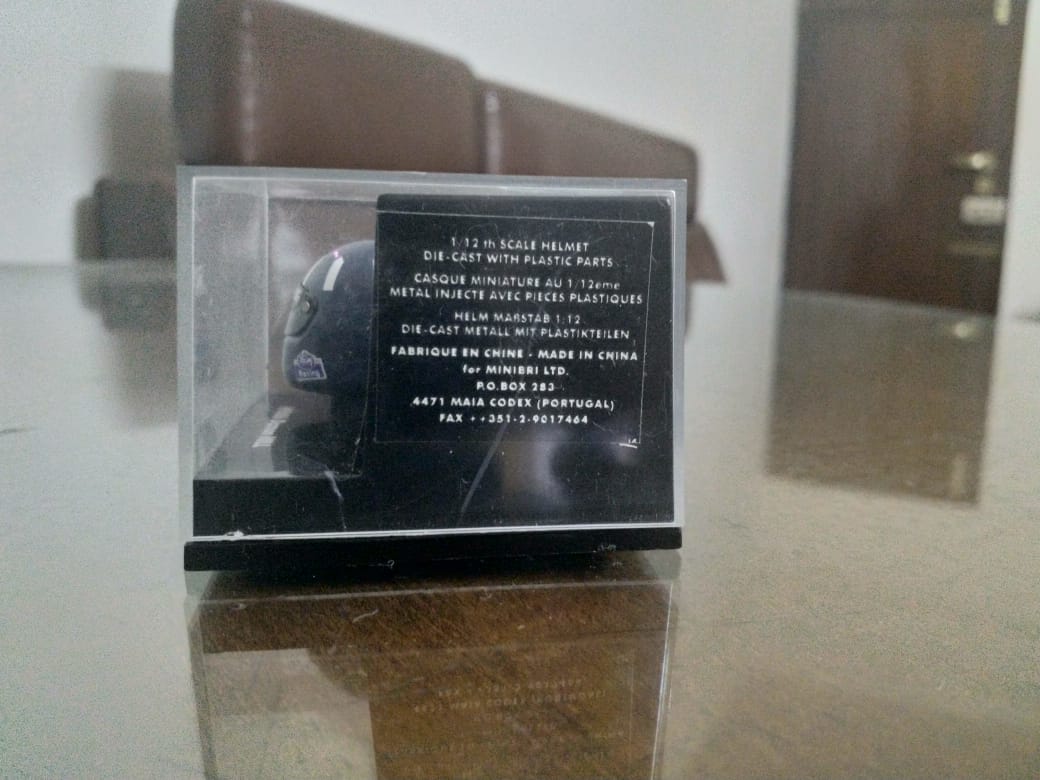 1/12 th SCALE HELMET
DIE-CAST WITH PLASTIC PARTS
CASQUE MINIATURE AU 1/12eme
METAL INJECTE AVEC PIECES PLASTIQUES
HELM MAßSTAB 1:12
DIE-CAST METALL MIT PLASTIKTEILEN
FABRIQUE EN CHINE - MADE IN CHINA
for MINIBRI LTD.
P.O.BOX 283
4471 MAIA CODEX (PORTUGAL)
FAX ++351-2-9017464
Racing